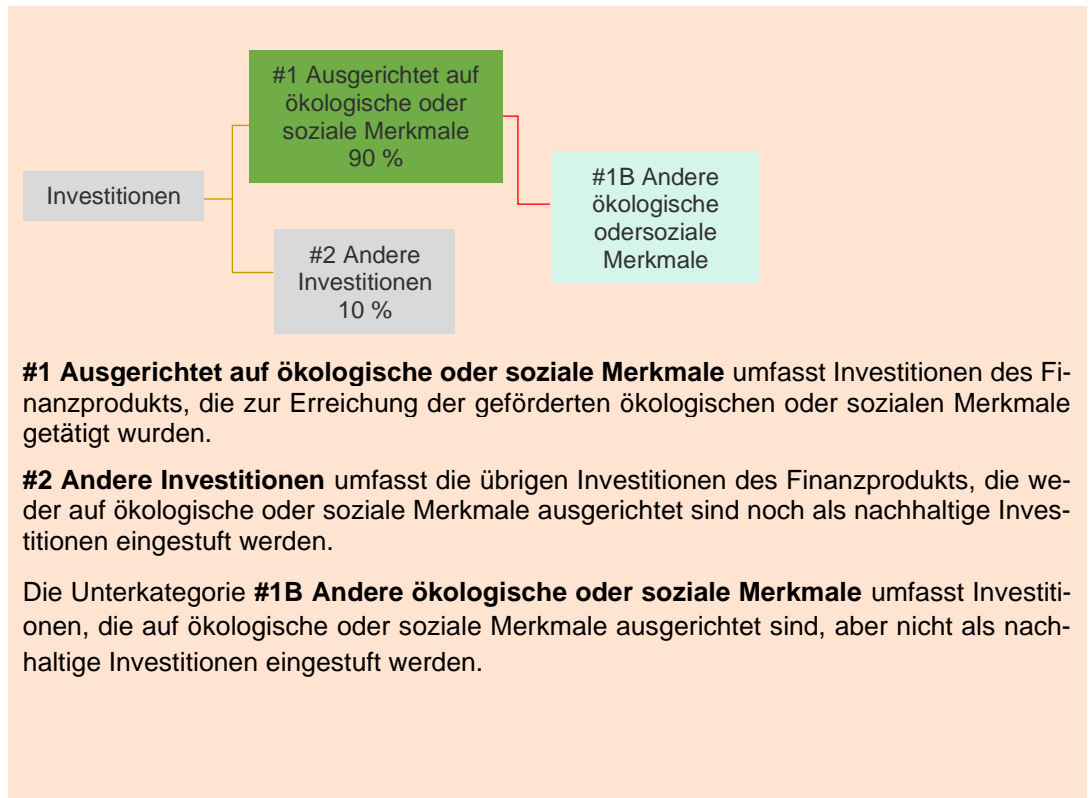 #1 Ausgerichtet auf
ökologische oder
soziale Merkmale
90 %
Investitionen
#1B Andere
ökologische
odersoziale
Merkmale
#2 Andere
Investitionen
10 %
#1 Ausgerichtet auf ökologische oder soziale Merkmale umfasst Investitionen des Fi-
nanzprodukts, die zur Erreichung der geförderten ökologischen oder sozialen Merkmale
getätigt wurden.
#2 Andere Investitionen umfasst die übrigen Investitionen des Finanzprodukts, die we-
der auf ökologische oder soziale Merkmale ausgerichtet sind noch als nachhaltige Inves-
titionen eingestuft werden.
Die Unterkategorie #1B Andere ökologische oder soziale Merkmale umfasst Investiti-
onen, die auf ökologische oder soziale Merkmale ausgerichtet sind, aber nicht als nach-
haltige Investitionen eingestuft werden.